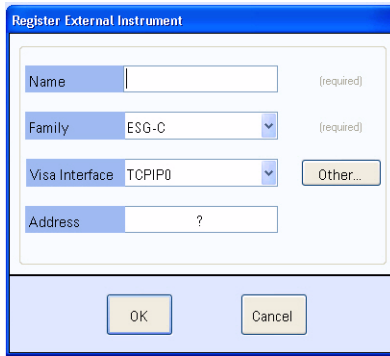 Register External Instrument
Name (required)
Family ESG-C (required)
Visa Interface TCPIP0 Other...
Address ?
OK Cancel